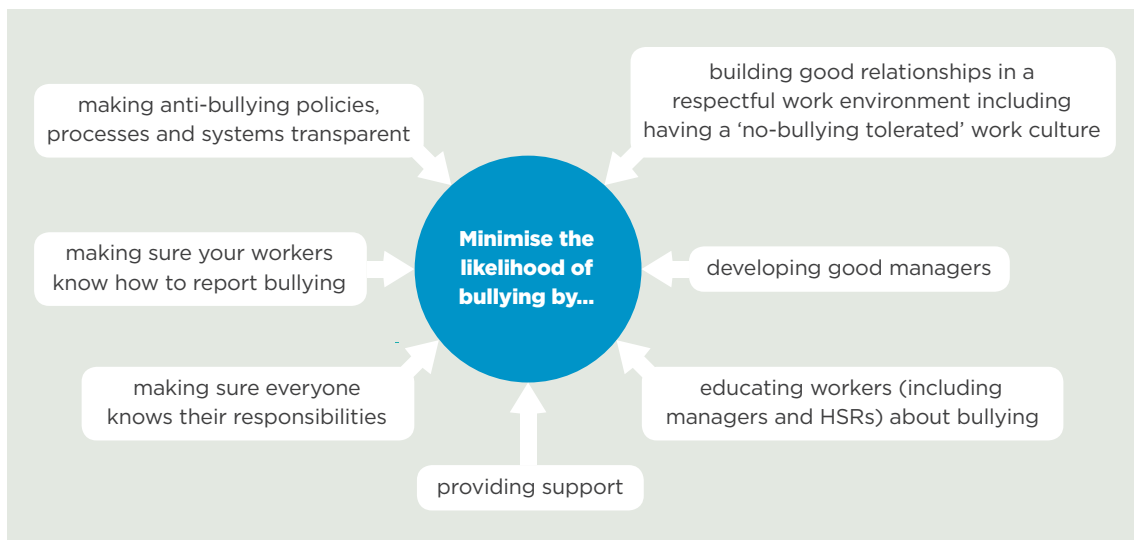 making anti-bullying policies,
processes and systems transparent
building good relationships in a
respectful work environment including
having a ‘no-bullying tolerated’ work culture
Minimise the
likelihood of
bullying by...
making sure your workers
know how to report bullying
developing good managers
making sure everyone
knows their responsibilities
educating workers (including
managers and HSRs) about bullying
providing support